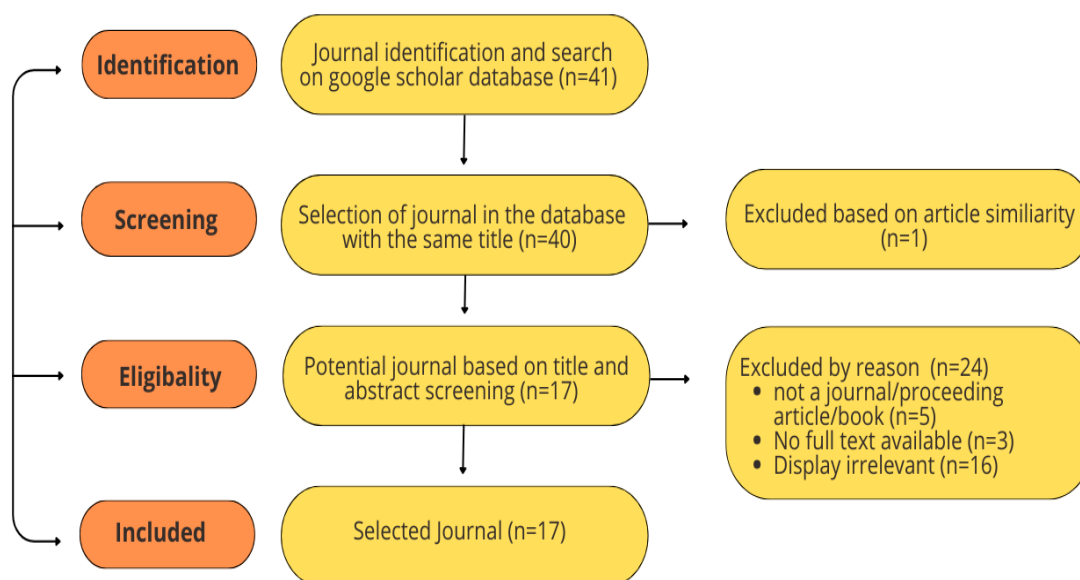 Identification
Journal identification and search
on google scholar database (n=41)
Screening
Selection of journal in the database
with the same title (n=40)
Excluded based on article similiarity
(n=1)
Eligibality
Potential journal based on title and
abstract screening (n=17)
Excluded by reason (n=24)
• not a journal/proceeding
article/book (n=5)
• No full text available (n=3)
• Display irrelevant (n=16)
Included
Selected Journal (n=17)